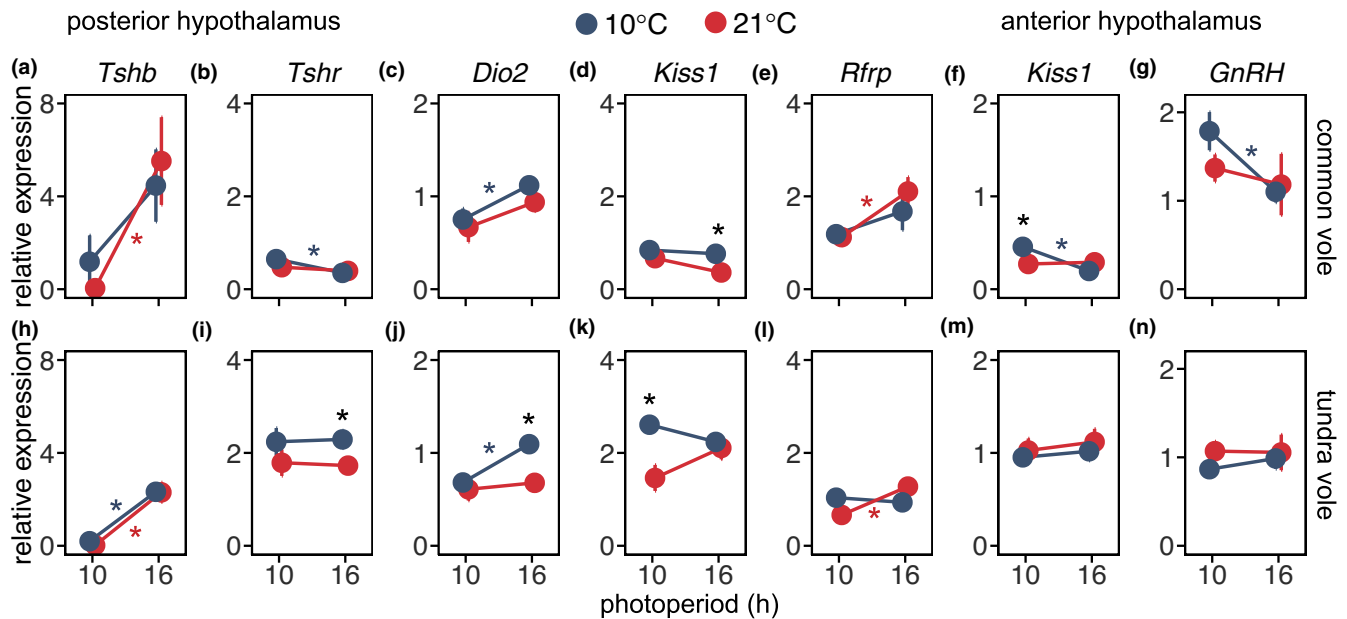 posterior hypothalamus 10°C 21°C anterior hypothalamus
(a) Tshb (b) Tshr (c) Dio2 (d) Kiss1 (e) Rfrp (f) Kiss1 (g) GnRH
relative expression
8 4 0
* 
4 2 0
*
2 1 0
*
4 2 0
*
4 2 0
*
2 1 0
* *
2 1 0
*
common vole
(h) (i) (j) (k) (l) (m) (n)
relative expression
8 4 0
* *
4 2 0
*
2 1 0
* *
4 2 0
*
4 2 0
*
2 1 0
2 1 0
tundra vole
10 16 10 16 10 16 10 16 10 16 10 16 10 16
photoperiod (h)